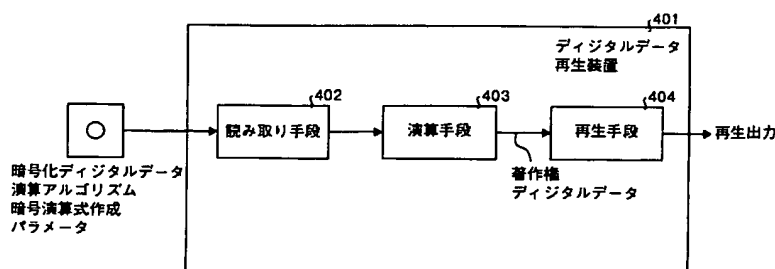 401
ディジタルデータ
再生装置
402
403
404
読み取り手段
演算手段
再生手段
再生出力
著作権
ディジタルデータ
暗号化ディジタルデータ
演算アルゴリズム
暗号演算式作成
パラメータ